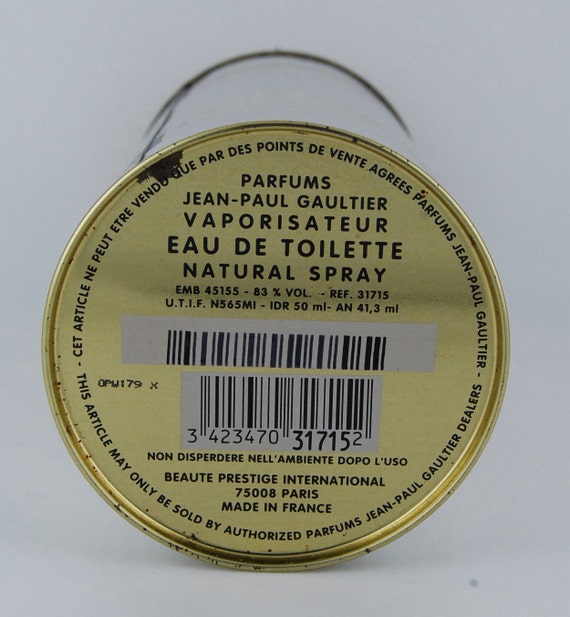 - CET ARTICLE NE PEUT ETRE VENDU QUE PAR DES POINTS DE VENTE AGREES PARFUMS JEAN-PAUL GAULTIER -
PARFUMS
JEAN-PAUL GAULTIER
VAPORISATEUR
EAU DE TOILETTE
NATURAL SPRAY
EMB 45155 - 83 % VOL. - REF. 31715
U.T.I.F. N565MI - IDR 50 ml- AN 41,3 ml
OPW179 X
3 423470 317152
NON DISPERDERE NELL'AMBIENTE DOPO L'USO
BEAUTE PRESTIGE INTERNATIONAL
75008 PARIS
MADE IN FRANCE
THIS ARTICLE MAY ONLY BE SOLD BY AUTHORIZED PARFUMS JEAN-PAUL GAULTIER DEALERS -